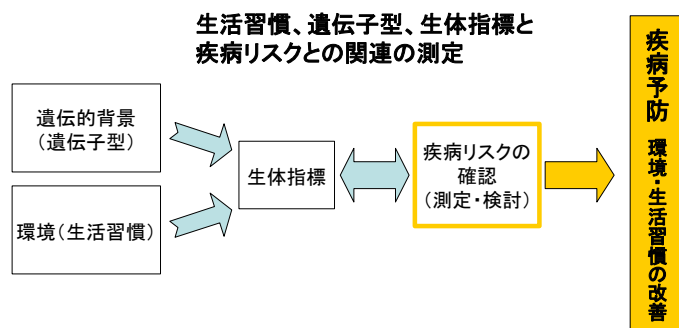 生活習慣、遺伝子型、生体指標と
疾病リスクとの関連の測定
遺伝的背景
(遺伝子型)
環境(生活習慣)
生体指標
疾病リスクの
確認
(測定・検討)
疾病予防 環境・生活習慣の改善